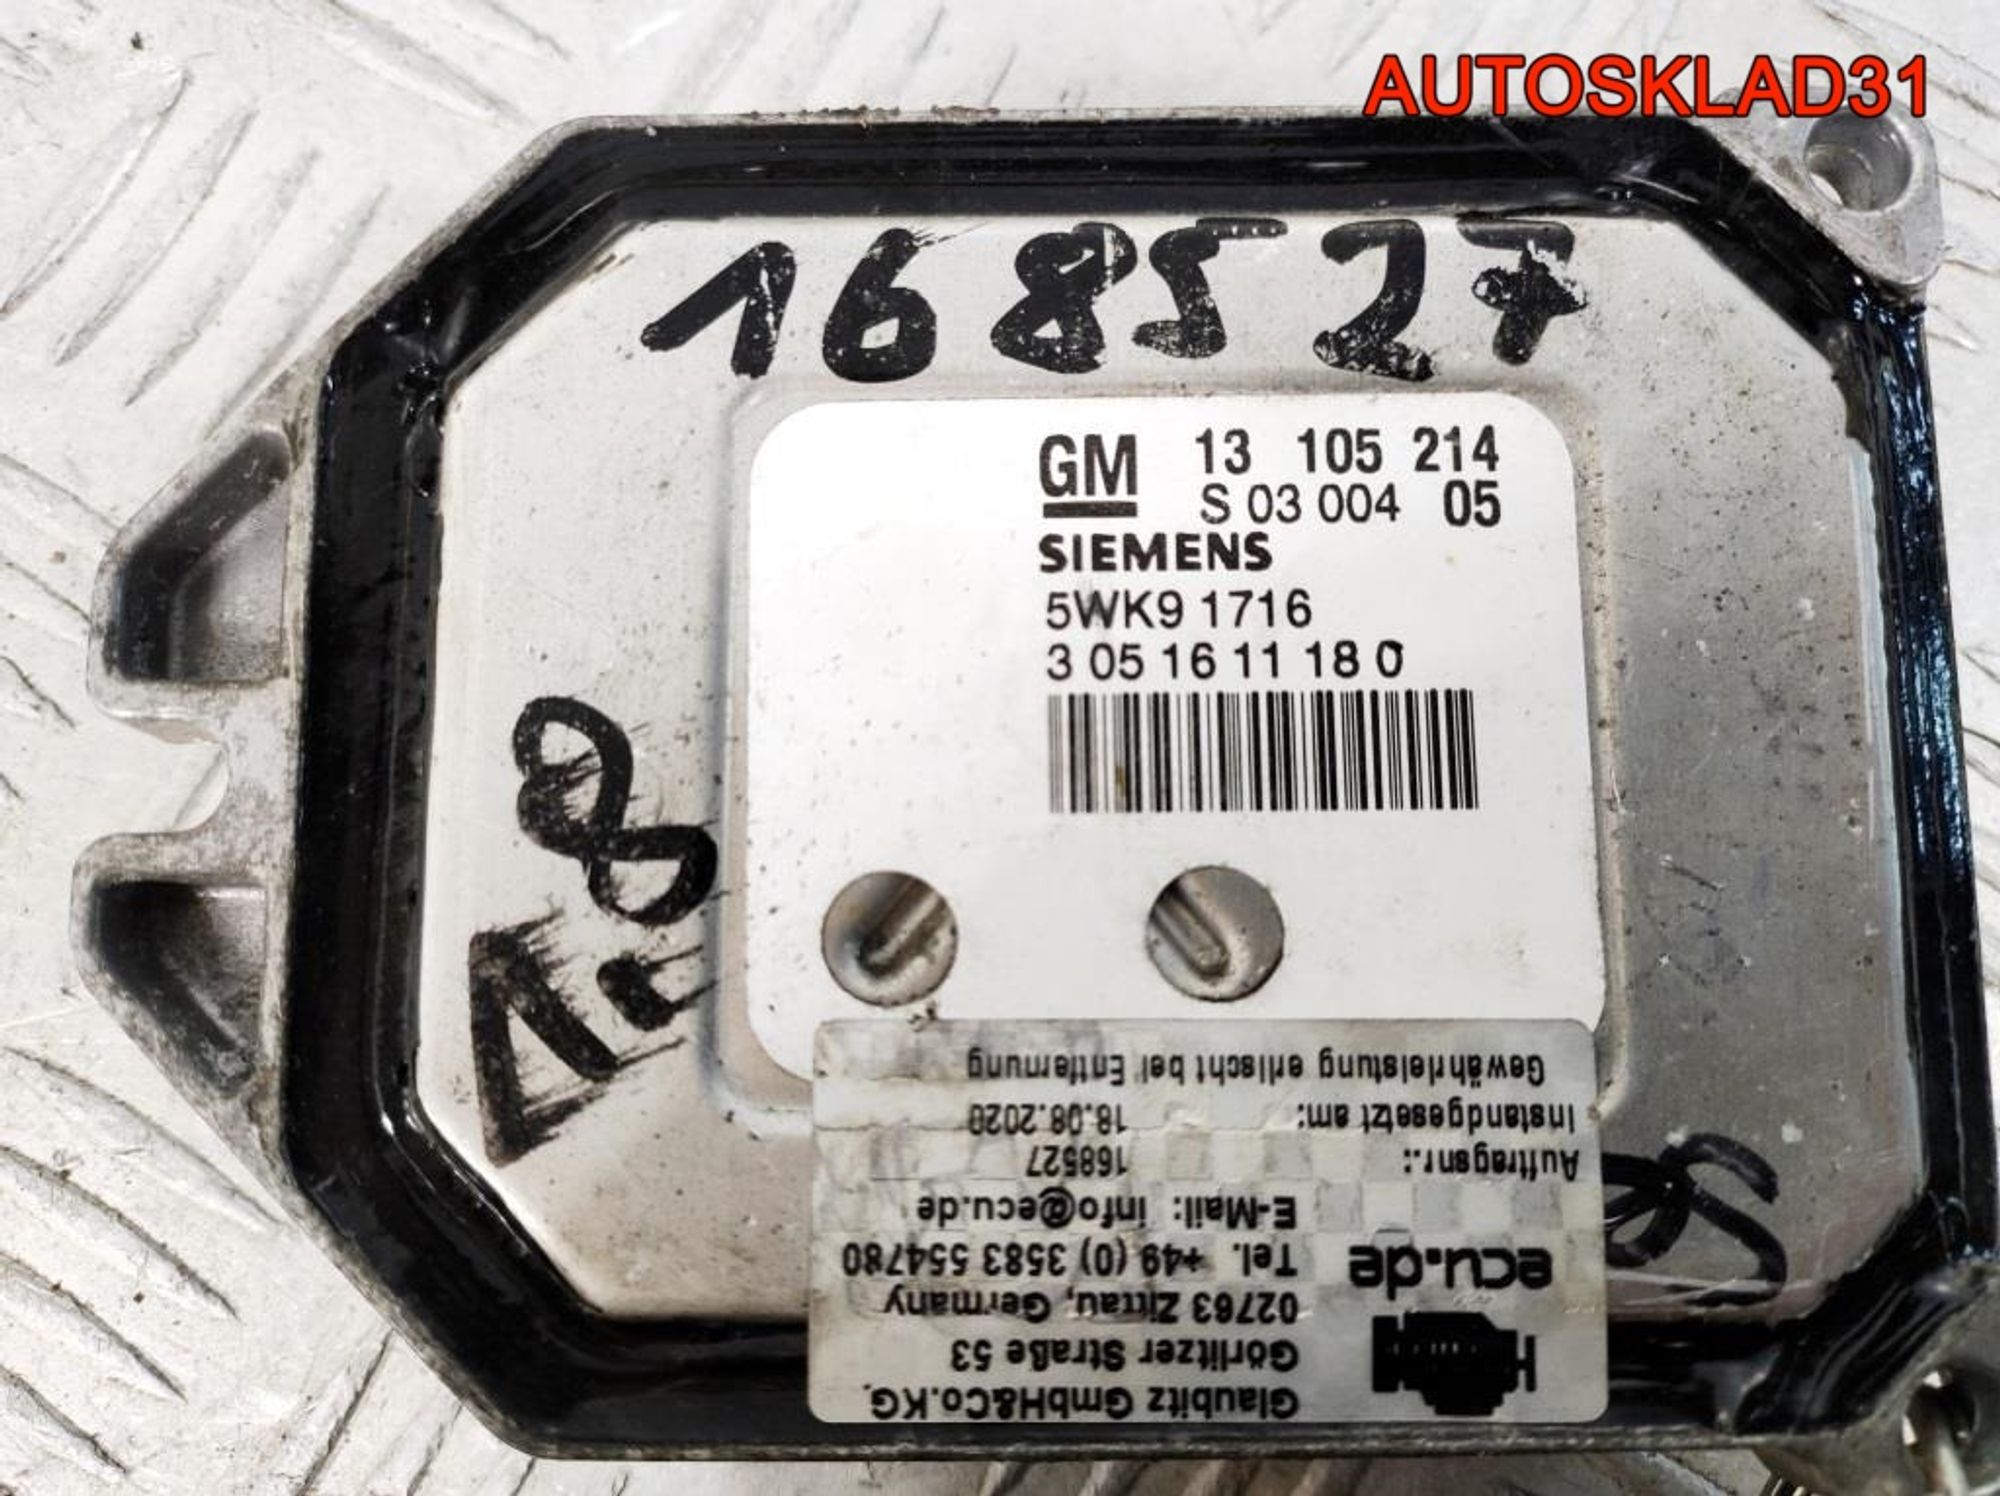 AUTOSKLAD31
168527
GM 13 105 214
S 03 004 05
SIEMENS
5WK9 1716
3 05 16 11 18 0
8
Glaubitz GmbH&Co.KG
Görlitzer Straße 53
02763 Zittau, Germany
ecu.de Tel. +49 (0) 3583 554780
E-Mail: info@ecu.de
Auftragsnr.: 168527
Instandgesetzt am: 18.08.2020
Gewährleistung erlischt bei Entfernung